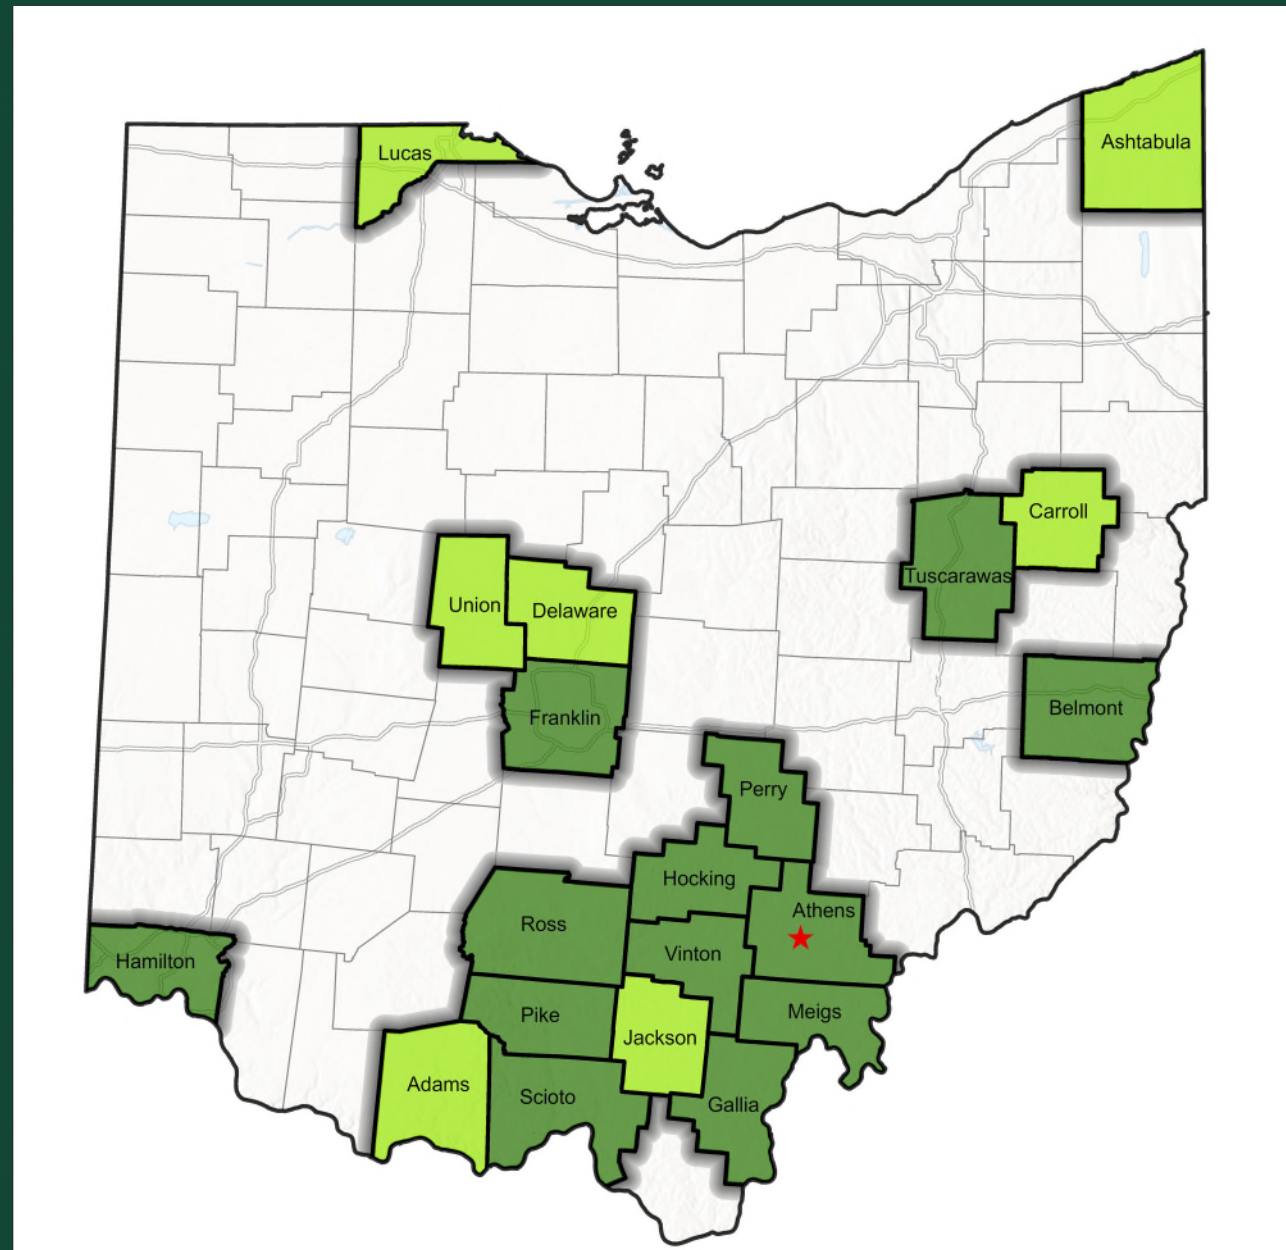 Ashtabula
Lucas
Carroll
Tuscarawas
Union
Delaware
Belmont
Franklin
Perry
Hocking
Athens
Ross
Vinton
Hamilton
Meigs
Pike
Jackson
Adams
Scioto
Gallia